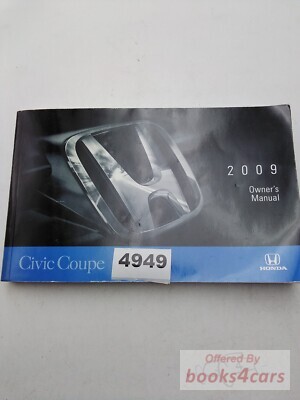 2009
Owner's
Manual
Civic Coupe
4949
HONDA
Offered By
books4cars